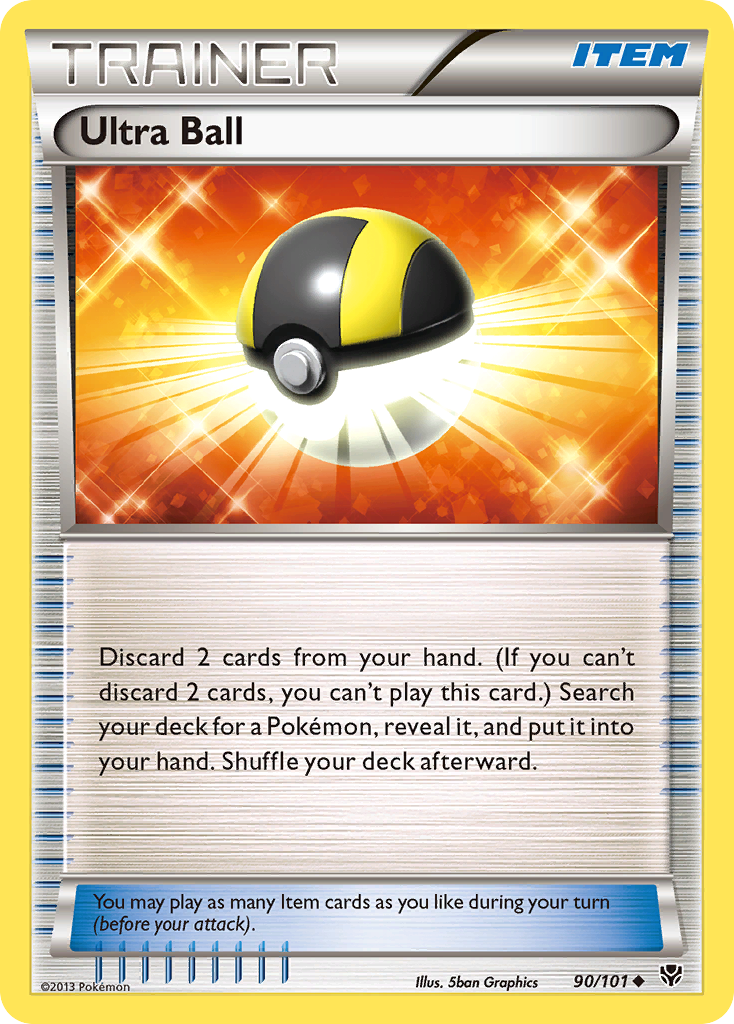 TRAINER
ITEM
Ultra Ball
Discard 2 cards from your hand. (If you can't
discard 2 cards, you can't play this card.) Search
your deck for a Pokémon, reveal it, and put it into
your hand. Shuffle your deck afterward.
You may play as many Item cards as you like during your turn
(before your attack).
©2013 Pokémon
Illus. 5ban Graphics
90/101